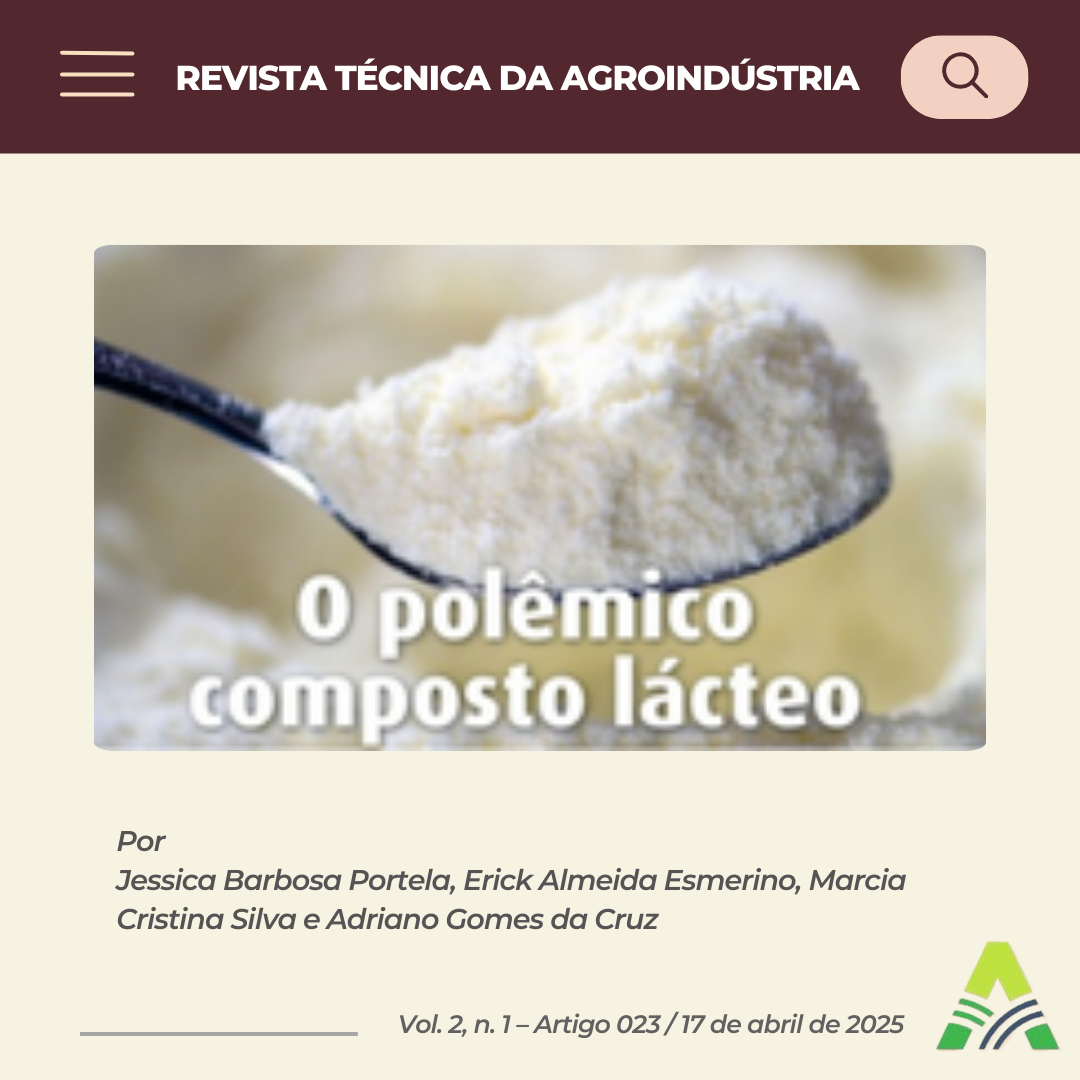 REVISTA TÉCNICA DA AGROINDÚSTRIA
O polêmico
composto lácteo
Por
Jessica Barbosa Portela, Erick Almeida Esmerino, Marcia
Cristina Silva e Adriano Gomes da Cruz
Vol. 2, n. 1 – Artigo 023 / 17 de abril de 2025